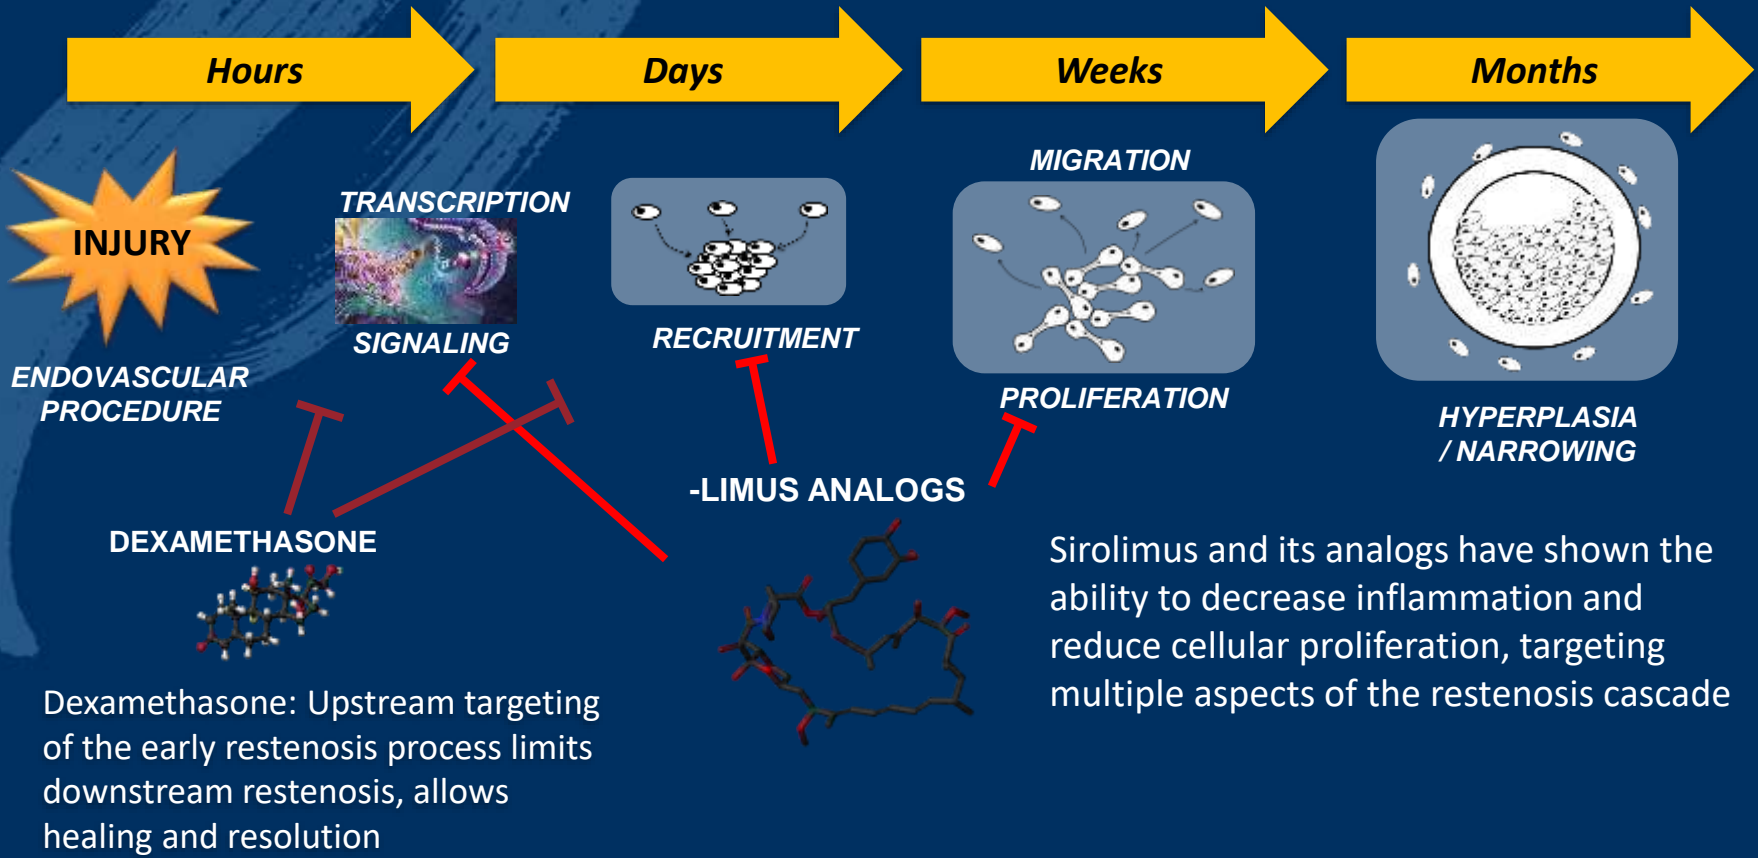 Hours
Days
Weeks
Months
INJURY
ENDOVASCULAR
PROCEDURE
TRANSCRIPTION
SIGNALING
RECRUITMENT
MIGRATION
PROLIFERATION
HYPERPLASIA
/ NARROWING
DEXAMETHASONE
-LIMUS ANALOGS
Dexamethasone: Upstream targeting
of the early restenosis process limits
downstream restenosis, allows
healing and resolution
Sirolimus and its analogs have shown the
ability to decrease inflammation and
reduce cellular proliferation, targeting
multiple aspects of the restenosis cascade